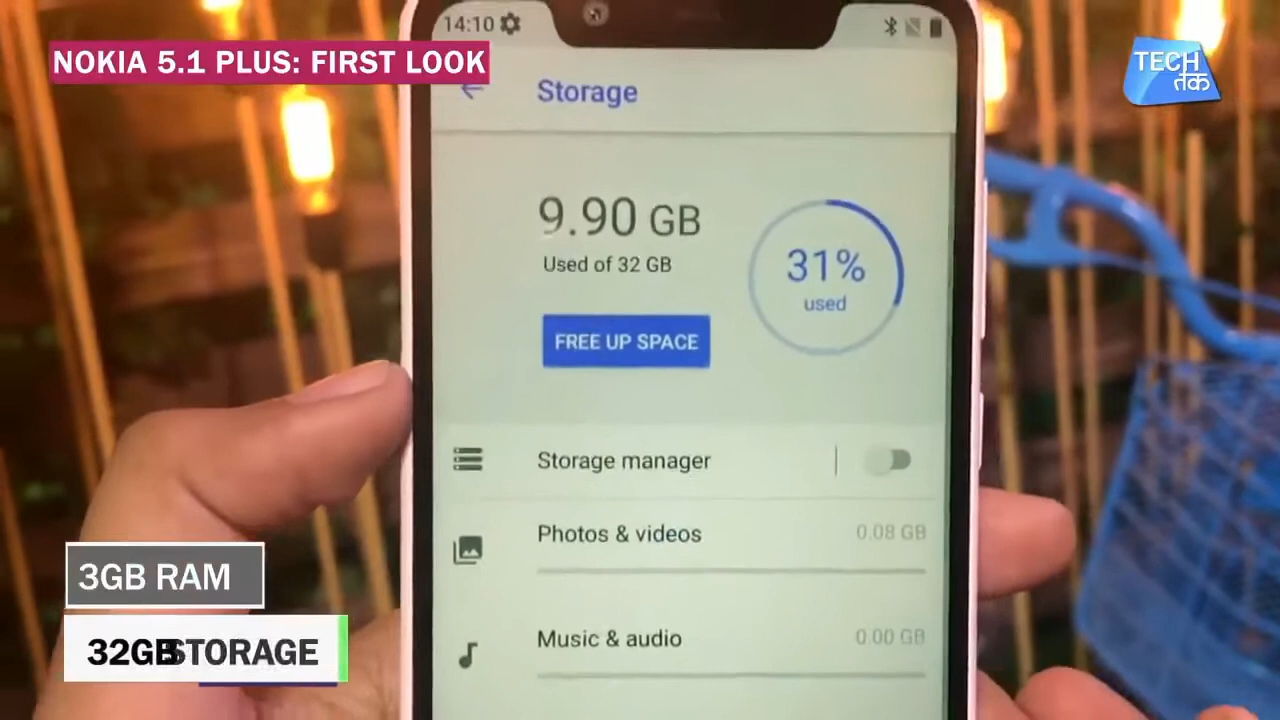 14:10
NOKIA 5.1 PLUS: FIRST LOOK
TECH
तक
Storage
9.90 GB
Used of 32 GB
31%
used
FREE UP SPACE
Storage manager
Photos & videos 0.08 GB
Music & audio 0.00 GB
3GB RAM
32GB STORAGE